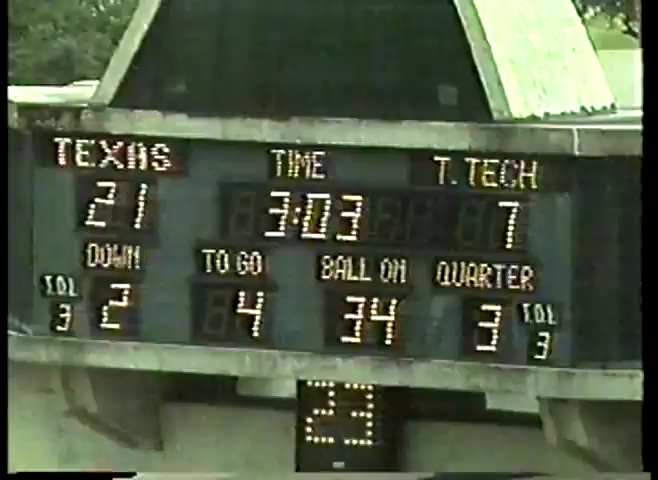 TEXAS TIME T. TECH
21 3:03 7
DOWN TO GO BALL ON QUARTER
T.O.L 2 4 34 3 T.O.L
3 3
23